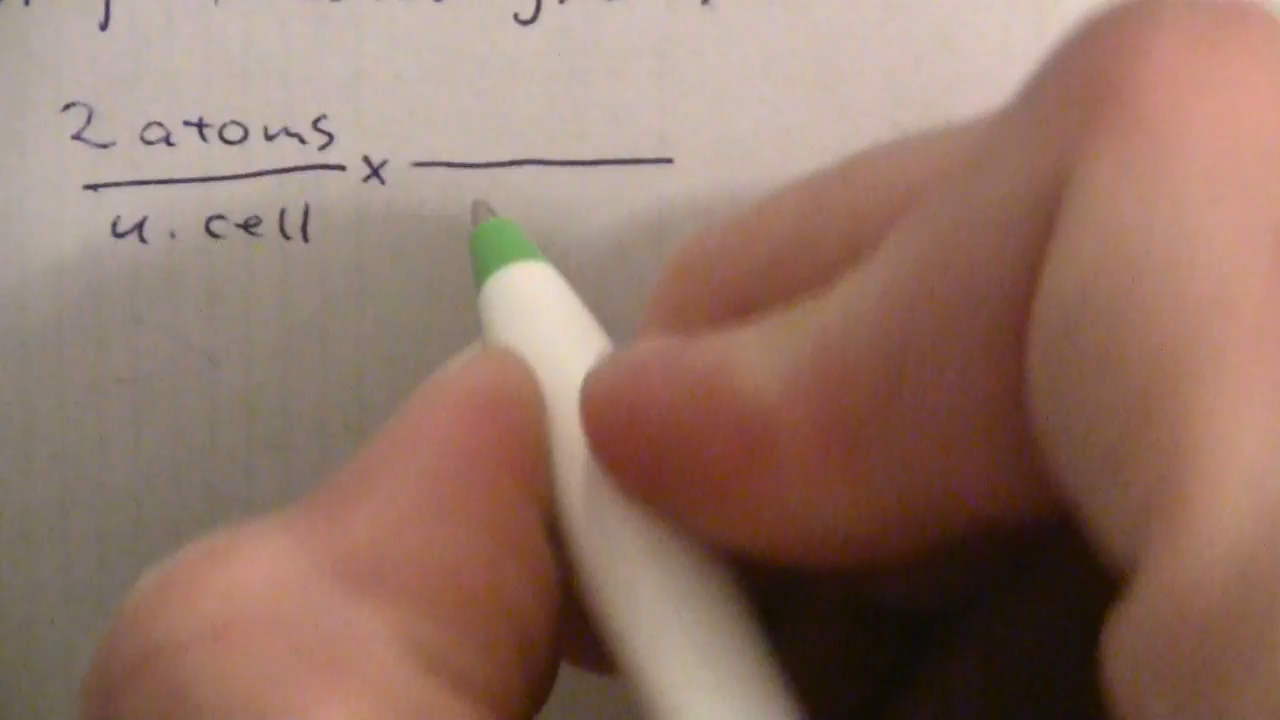 2 atoms
u. cell
x